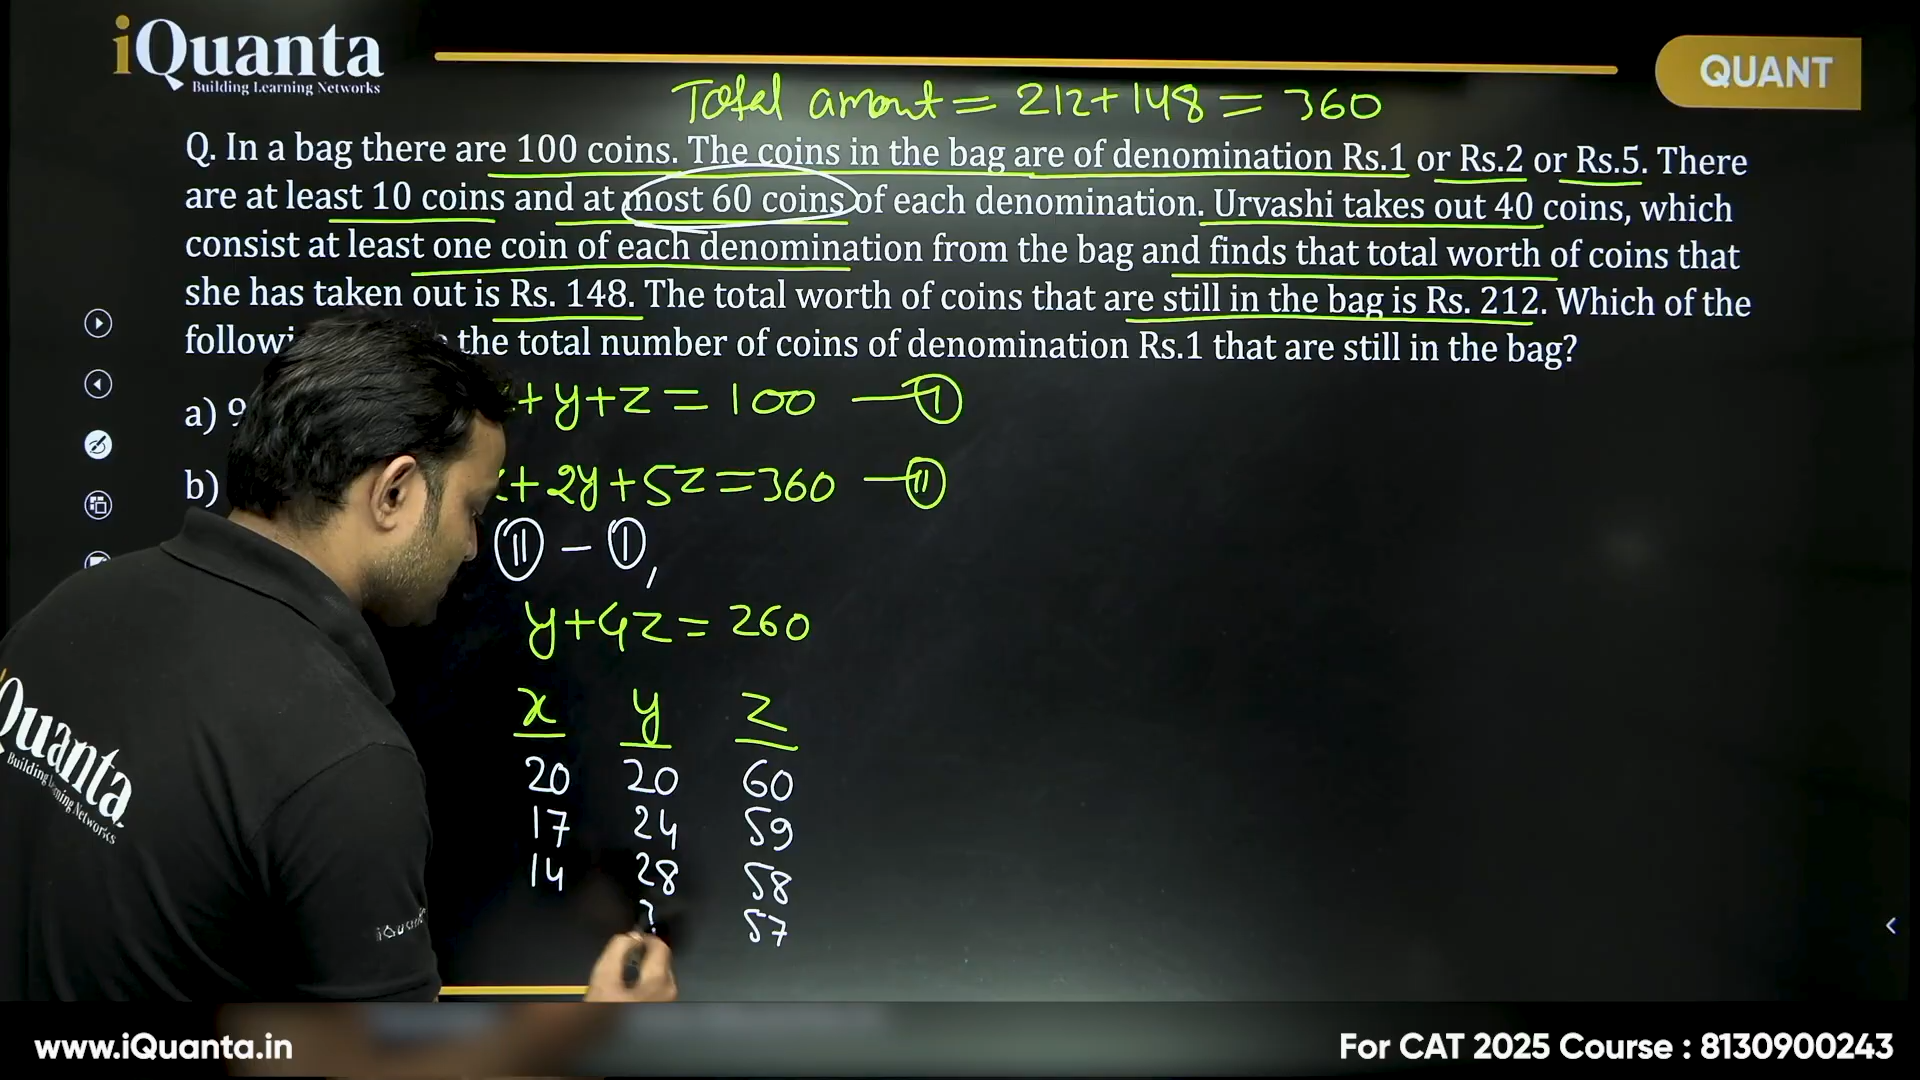 iQuanta
Building Learning Networks
QUANT
Total amont = 212+148 = 360
Q. In a bag there are 100 coins. The coins in the bag are of denomination Rs.1 or Rs.2 or Rs.5. There
are at least 10 coins and at most 60 coins of each denomination. Urvashi takes out 40 coins, which
consist at least one coin of each denomination from the bag and finds that total worth of coins that
she has taken out is Rs. 148. The total worth of coins that are still in the bag is Rs. 212. Which of the
the total number of coins of denomination Rs.1 that are still in the bag?
a) 9
+y+z = 100 — I
b)
+2y+5z=360 — II
II – I,
y+4z= 260
x y z
20 20 60
17 24 59
14 28 58
57
Quanta
Building Learning Networks
www.iQuanta.in
For CAT 2025 Course : 8130900243